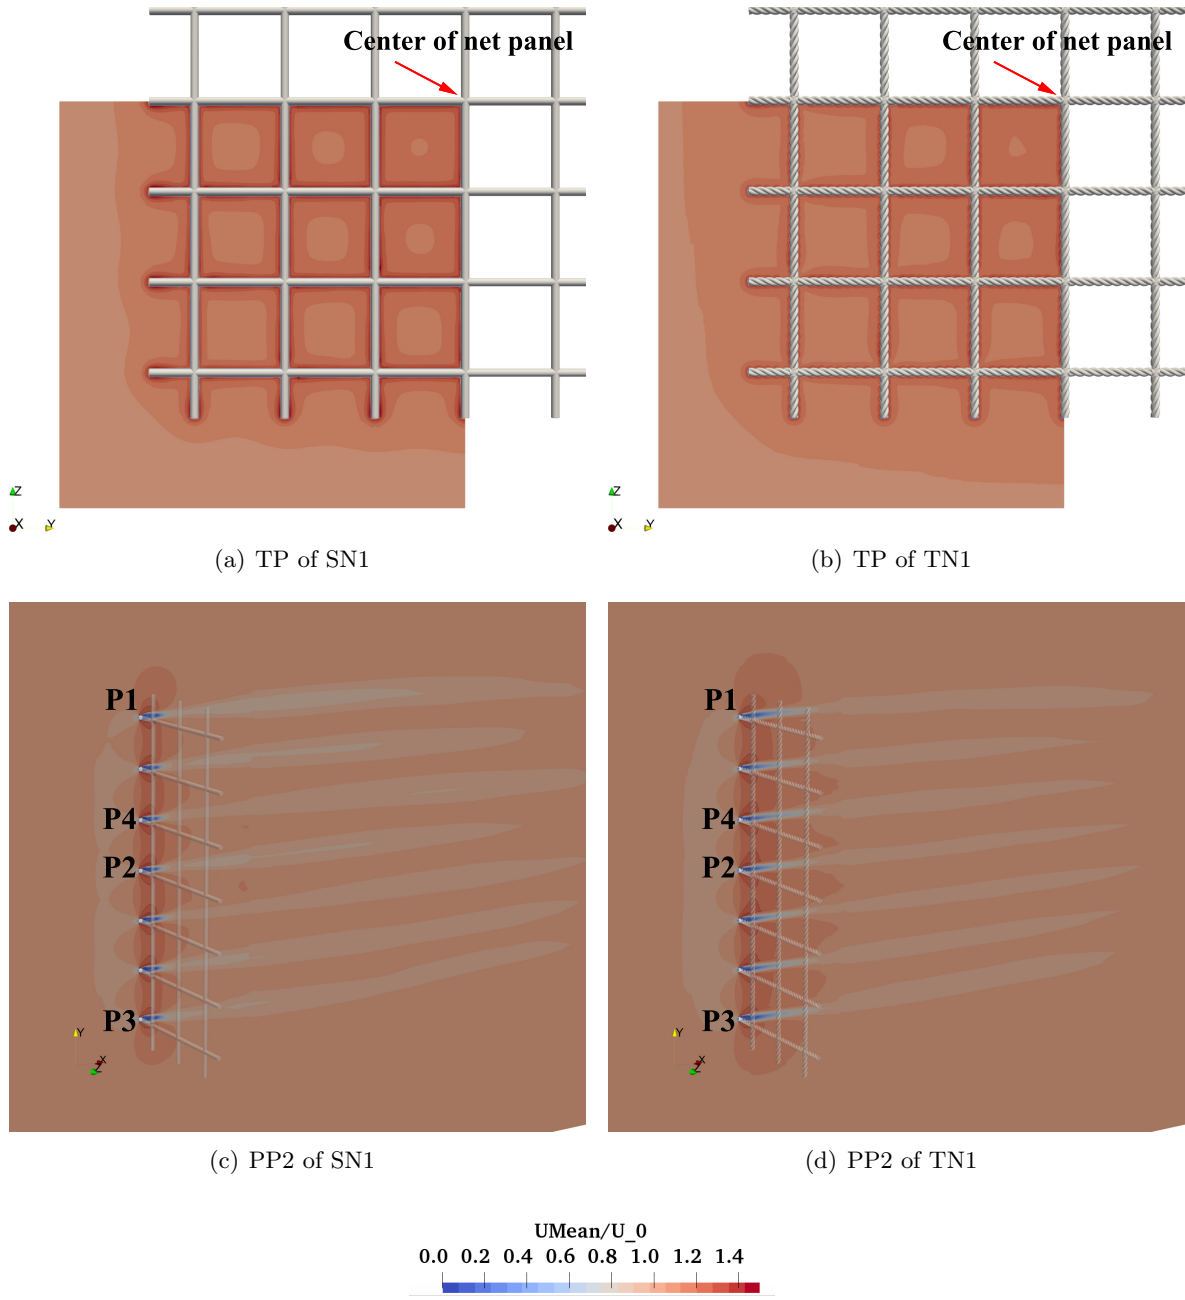 Center of net panel
Center of net panel
Z
X
Y
Z
X
Y
(a) TP of SN1
(b) TP of TN1
P1
P4
P2
P3
Y
X
Z
P1
P4
P2
P3
Y
X
Z
(c) PP2 of SN1
(d) PP2 of TN1
UMean/U_0
0.0 0.2 0.4 0.6 0.8 1.0 1.2 1.4